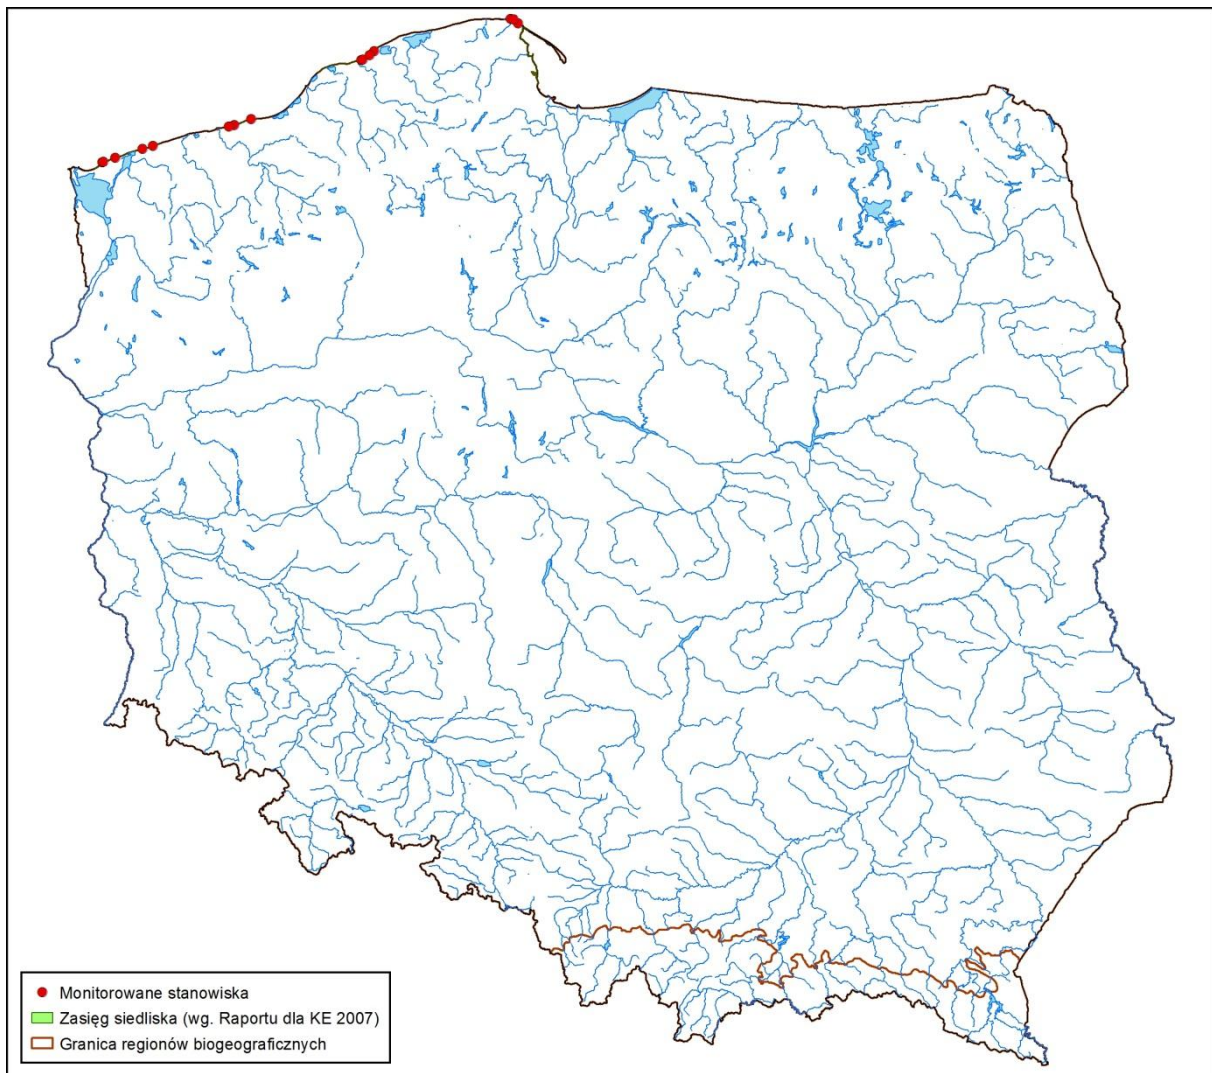 Monitorowane stanowiska
Zasięg siedliska (wg. Raportu dla KE 2007)
Granica regionów biogeograficznych